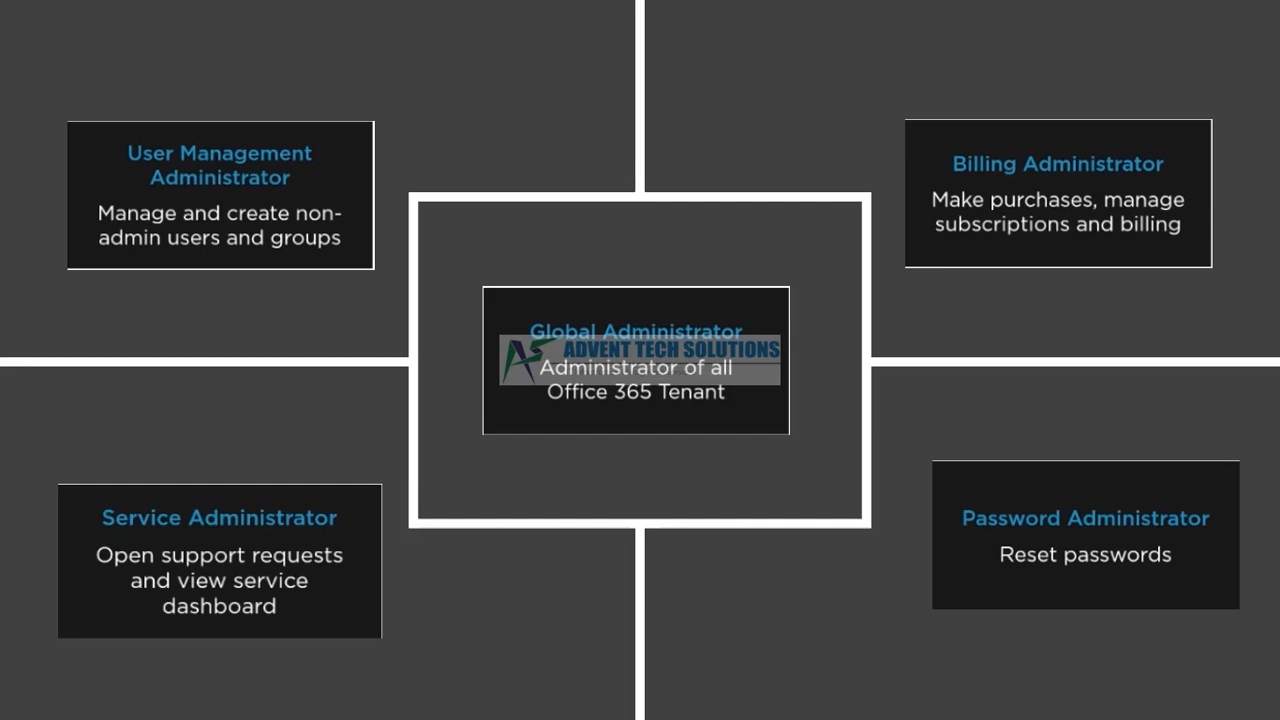 User Management
Administrator
Manage and create non-
admin users and groups
Billing Administrator
Make purchases, manage
subscriptions and billing
Global Administrator
ADVENT TECH SOLUTIONS
Administrator of all
Office 365 Tenant
Service Administrator
Open support requests
and view service
dashboard
Password Administrator
Reset passwords